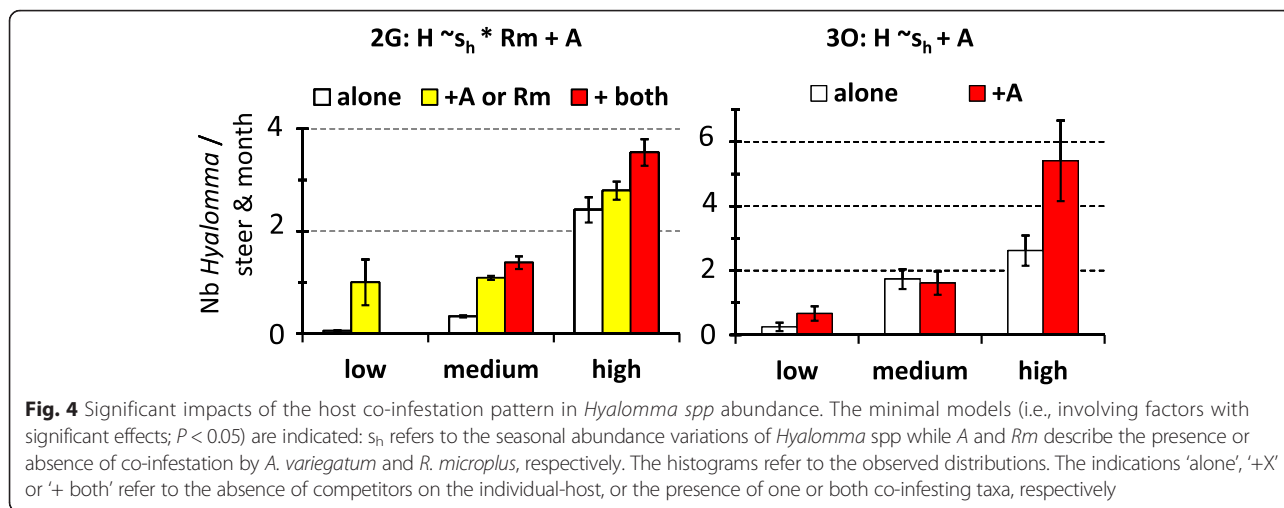 2G: H ~sh * Rm + A
3O: H ~sh + A
alone +A or Rm + both
alone +A
Nb Hyalomma /
steer & month
4
2
0
low medium high
6
4
2
0
low medium high
Fig. 4 Significant impacts of the host co-infestation pattern in Hyalomma spp abundance. The minimal models (i.e., involving factors with
significant effects; P < 0.05) are indicated: sh refers to the seasonal abundance variations of Hyalomma spp while A and Rm describe the presence or
absence of co-infestation by A. variegatum and R. microplus, respectively. The histograms refer to the observed distributions. The indications ‘alone’, ‘+X’
or ‘+ both’ refer to the absence of competitors on the individual-host, or the presence of one or both co-infesting taxa, respectively